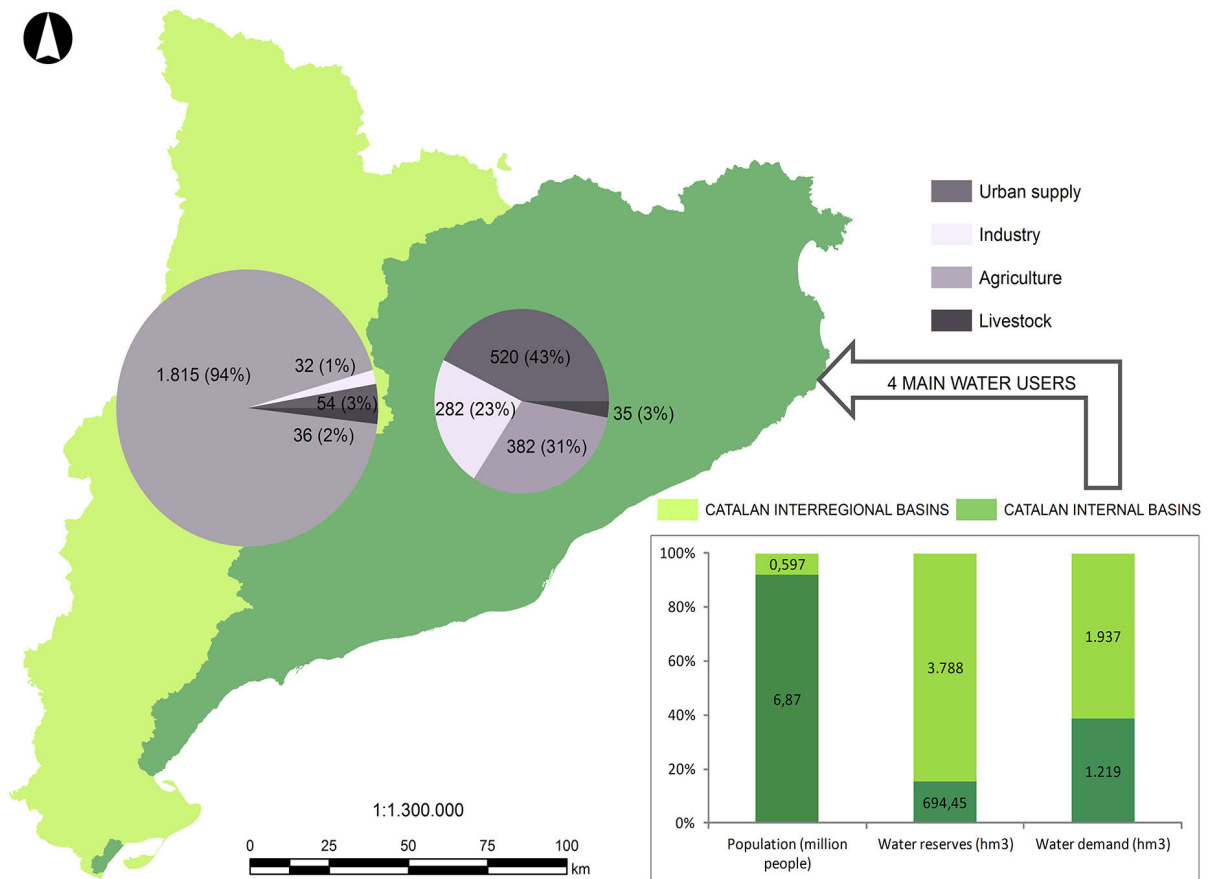 Urban supply
Industry
Agriculture
Livestock
1.815 (94%)
32 (1%)
54 (3%)
36 (2%)
520 (43%)
282 (23%)
382 (31%)
35 (3%)
4 MAIN WATER USERS
CATALAN INTERREGIONAL BASINS
CATALAN INTERNAL BASINS
100%
80%
60%
40%
20%
0%
0,597
6,87
3.788
694,45
1.937
1.219
Population (million
people)
Water reserves (hm3)
Water demand (hm3)
1:1.300.000
0 25 50 75 100
km